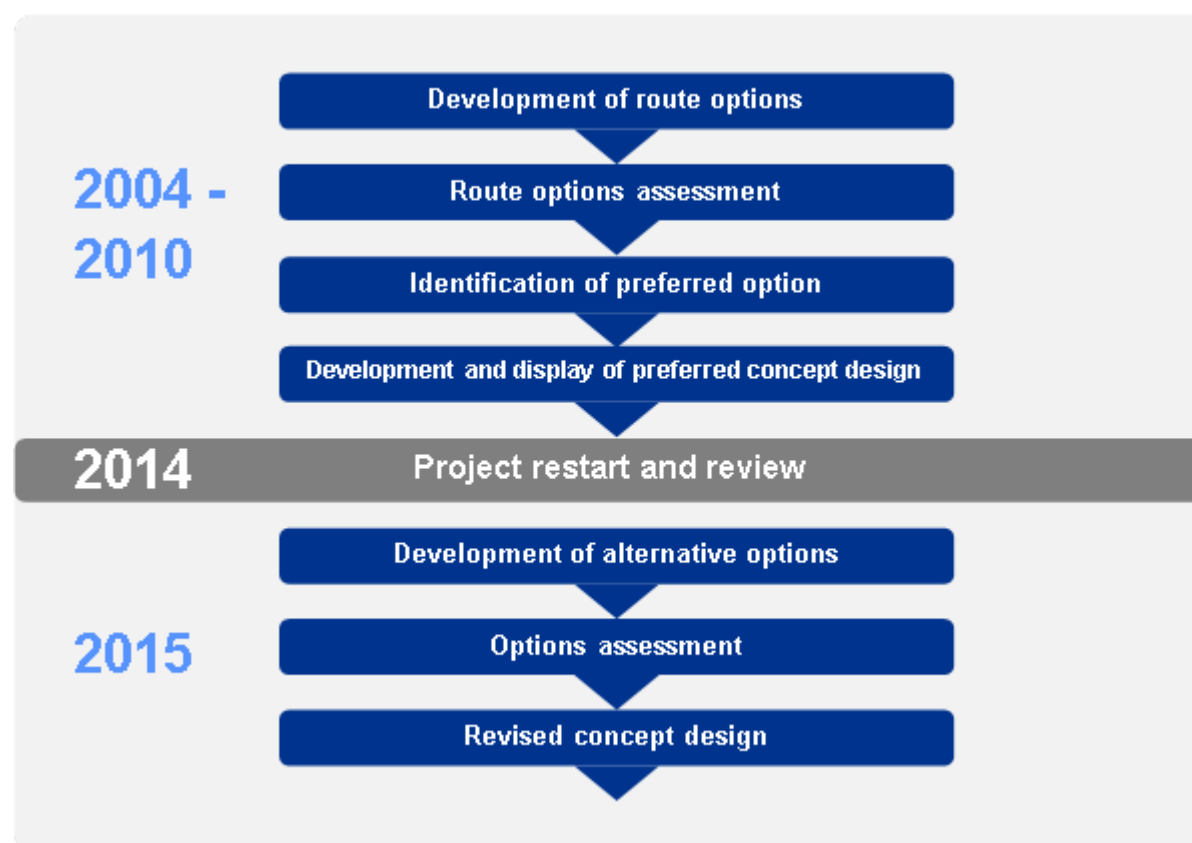 Development of route options
2004 -
Route options assessment
2010
Identification of preferred option
Development and display of preferred concept design
2014 Project restart and review
Development of alternative options
2015
Options assessment
Revised concept design